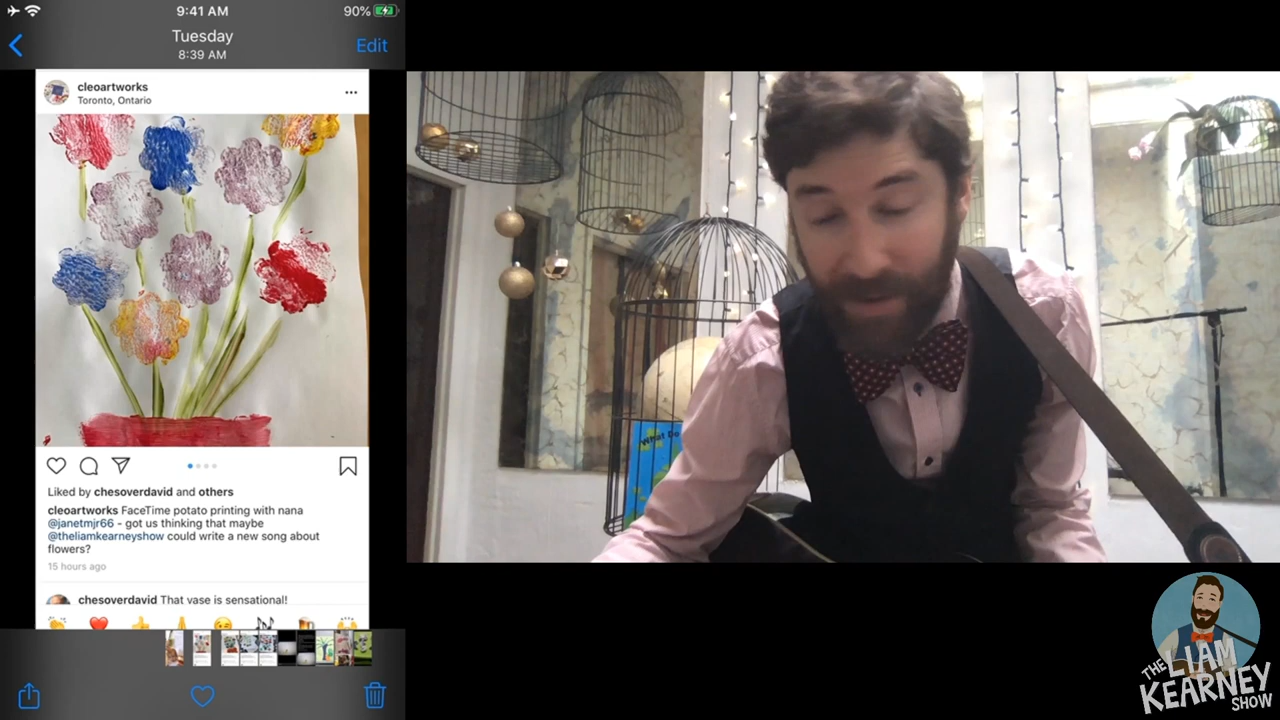 9:41 AM
90%
Tuesday
8:39 AM
Edit
cleoartworks
Toronto, Ontario
Liked by chesoverdavid and others
cleoartworks FaceTime potato printing with nana
@janetmjr66 - got us thinking that maybe
@theliamkearneyshow could write a new song about
flowers?
15 hours ago
chesoverdavid That vase is sensational!
What Do
THE
LIAM
KEARNEY
SHOW